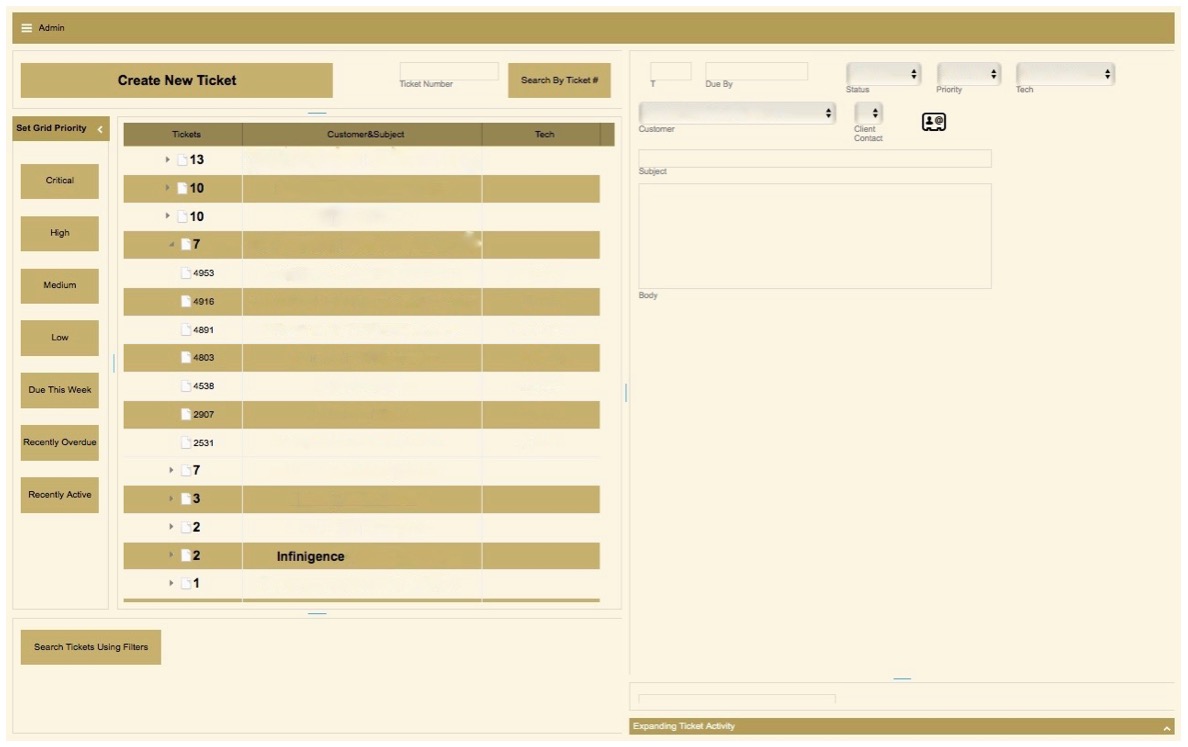 Admin
Create New Ticket
Ticket Number
Search By Ticket #
T
Due By
Status
Priority
Tech
Customer
Client
Contact
Subject
Body
Set Grid Priority
Critical
High
Medium
Low
Due This Week
Recently Overdue
Recently Active
Tickets Customer&Subject Tech
13
10
10
7
4953
4916
4891
4803
4538
2907
2531
7
3
2
2 Infinigence
1
Search Tickets Using Filters
Expanding Ticket Activity